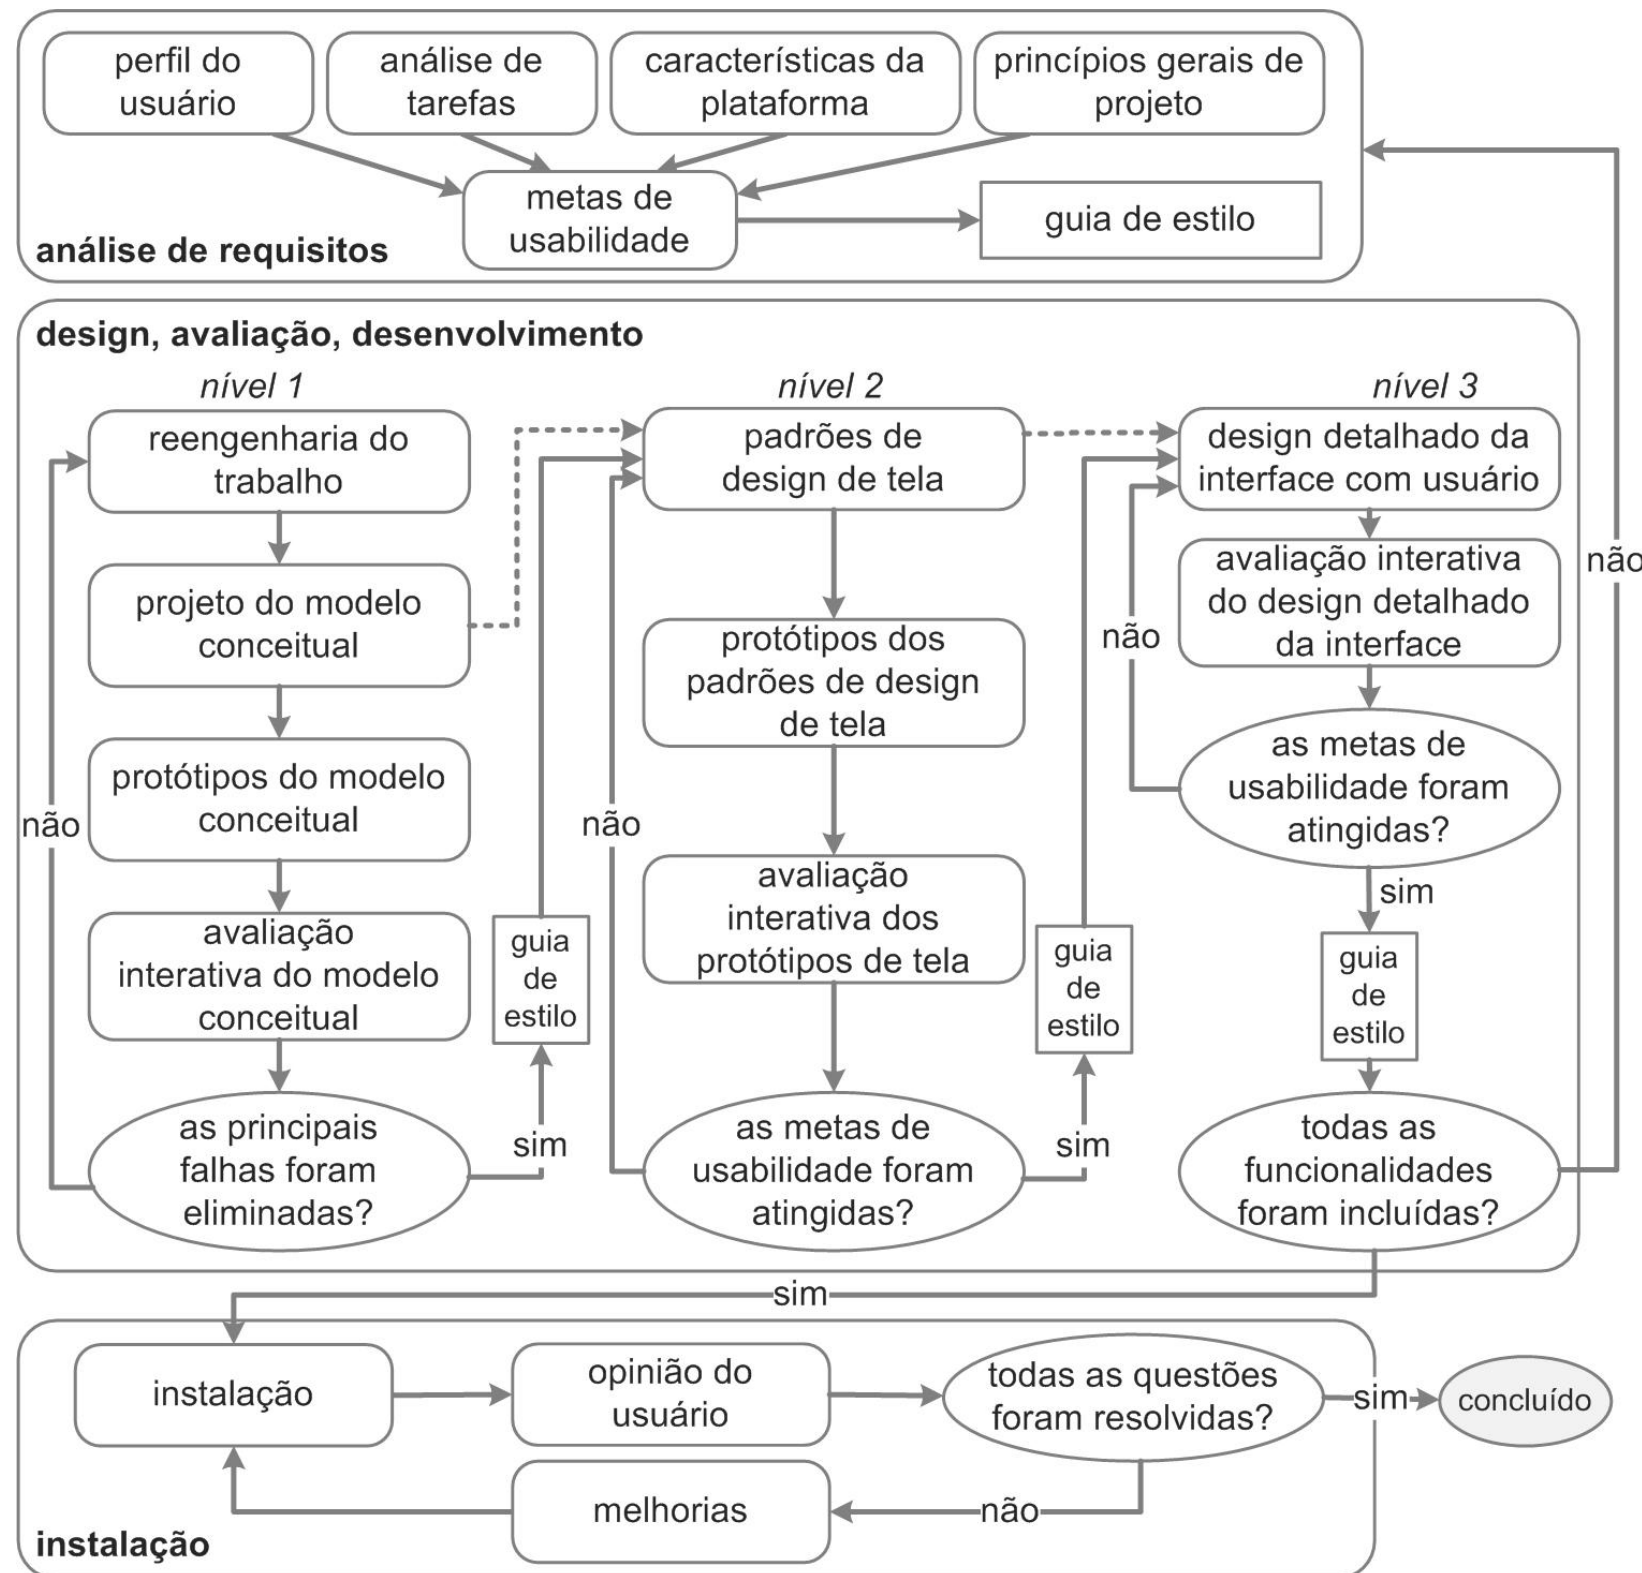 perfil do
usuário
análise de
tarefas
características da
plataforma
princípios gerais de
projeto
metas de
usabilidade
guia de estilo
análise de requisitos
design, avaliação, desenvolvimento
nível 1
reengenharia do
trabalho
projeto do modelo
conceitual
protótipos do modelo
conceitual
não
avaliação
interativa do modelo
conceitual
as principais
falhas foram
eliminadas?
sim
guia
de
estilo
nível 2
padrões de
design de tela
protótipos dos
padrões de design
de tela
não
avaliação
interativa dos
protótipos de tela
as metas de
usabilidade foram
atingidas?
sim
guia
de
estilo
nível 3
design detalhado da
interface com usuário
avaliação interativa
do design detalhado
da interface
não
as metas de
usabilidade foram
atingidas?
sim
guia
de
estilo
todas as
funcionalidades
foram incluídas?
não
sim
instalação
opinião do
usuário
todas as questões
foram resolvidas?
sim
concluído
melhorias
não
instalação